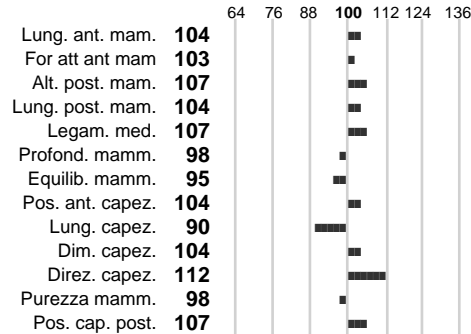 64 76 88 100 112 124 136
Lung. ant. mam. 104
For att ant mam 103
Alt. post. mam. 107
Lung. post. mam. 104
Legam. med. 107
Profond. mamm. 98
Equilib. mamm. 95
Pos. ant. capez. 104
Lung. capez. 90
Dim. capez. 104
Direz. capez. 112
Purezza mamm. 98
Pos. cap. post. 107